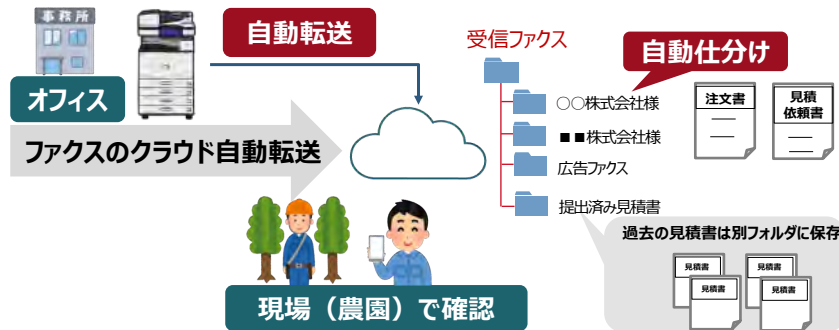 事務所
自動転送
オフィス
ファクスのクラウド自動転送
受信ファクス
自動仕分け
○○株式会社様
■■株式会社様
広告ファクス
提出済み見積書
注文書
見積
依頼書
過去の見積書は別フォルダに保存
見積書
見積書
見積書
見積書
現場（農園）で確認